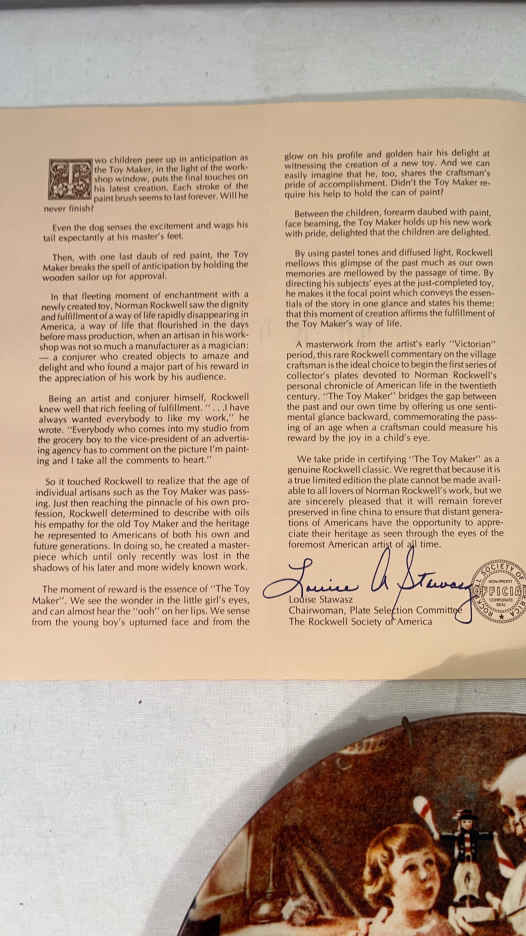 Two children peer up in anticipation as
the Toy Maker, in the light of the work-
shop window, puts the final touches on
his latest creation. Each stroke of the
paint brush seems to last forever. Will he
never finish?
Even the dog senses the excitement and wags his
tail expectantly at his master's feet.
Then, with one last daub of red paint, the Toy
Maker breaks the spell of anticipation by holding the
wooden sailor up for approval.
In that fleeting moment of enchantment with a
newly created toy, Norman Rockwell saw the dignity
and fulfillment of a way of life rapidly disappearing in
America, a way of life that flourished in the days
before mass production, when an artisan in his work-
shop was not so much a manufacturer as a magician:
— a conjurer who created objects to amaze and
delight and who found a major part of his reward in
the appreciation of his work by his audience.
Being an artist and conjurer himself, Rockwell
knew well that rich feeling of fulfillment. ". . .I have
always wanted everybody to like my work," he
wrote. "Everybody who comes into my studio from
the grocery boy to the vice-president of an advertis-
ing agency has to comment on the picture I'm paint-
ing and I take all the comments to heart."
So it touched Rockwell to realize that the age of
individual artisans such as the Toy Maker was pass-
ing. Just then reaching the pinnacle of his own pro-
fession, Rockwell determined to describe with oils
his empathy for the old Toy Maker and the heritage
he represented to Americans of both his own and
future generations. In doing so, he created a master-
piece which until only recently was lost in the
shadows of his later and more widely known work.
The moment of reward is the essence of "The Toy
Maker". We see the wonder in the little girl's eyes,
and can almost hear the "ooh" on her lips. We sense
from the young boy's upturned face and from the
glow on his profile and golden hair his delight at
witnessing the creation of a new toy. And we can
easily imagine that he, too, shares the craftsman's
pride of accomplishment. Didn't the Toy Maker re-
quire his help to hold the can of paint?
Between the children, forearm daubed with paint,
face beaming, the Toy Maker holds up his new work
with pride, delighted that the children are delighted.
By using pastel tones and diffused light, Rockwell
mellows this glimpse of the past much as our own
memories are mellowed by the passage of time. By
directing his subjects' eyes at the just-completed toy,
he makes it the focal point which conveys the essen-
tials of the story in one glance and states his theme:
that this moment of creation affirms the fulfillment of
the Toy Maker's way of life.
A masterwork from the artist's early "Victorian"
period, this rare Rockwell commentary on the village
craftsman is the ideal choice to begin the first series of
collector's plates devoted to Norman Rockwell's
personal chronicle of American life in the twentieth
century. "The Toy Maker" bridges the gap between
the past and our own time by offering us one senti-
mental glance backward, commemorating the pass-
ing of an age when a craftsman could measure his
reward by the joy in a child's eye.
We take pride in certifying "The Toy Maker" as a
genuine Rockwell classic. We regret that because it is
a true limited edition the plate cannot be made avail-
able to all lovers of Norman Rockwell's work, but we
are sincerely pleased that it will remain forever
preserved in fine china to ensure that distant genera-
tions of Americans have the opportunity to appre-
ciate their heritage as seen through the eyes of the
foremost American artist of all time.
Louise A Stawasz
Louise Stawasz
Chairwoman, Plate Selection Committee
The Rockwell Society of America
SOCIETY OF
NON-PROFIT
OFFICIA
CORPORATE
SEAL